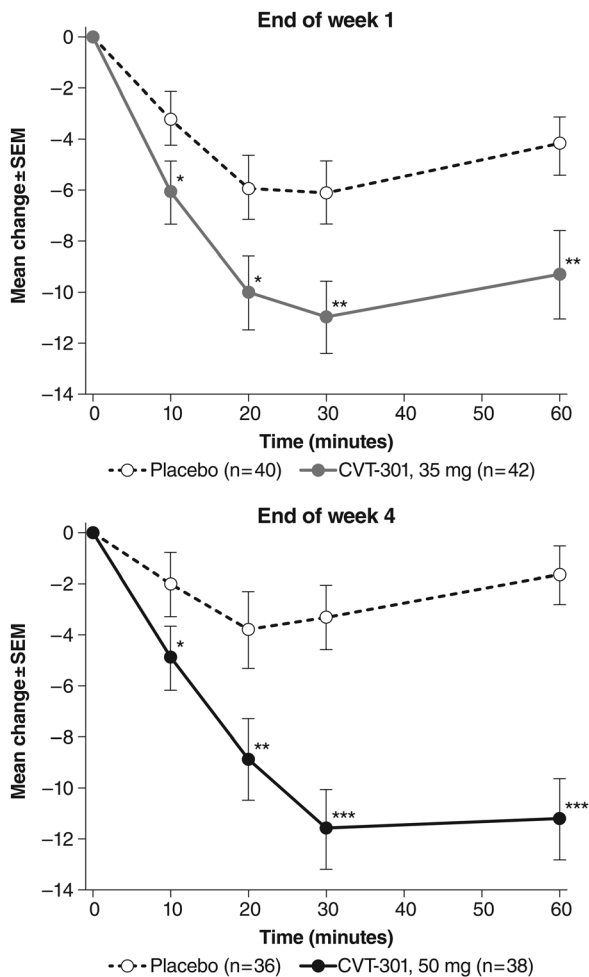 End of week 1
0
−2
−4
−6
−8
−10
−12
−14
Mean change±SEM
*
*
**
**
0 10 20 30 40 50 60
Time (minutes)
Placebo (n=40) CVT-301, 35 mg (n=42)
End of week 4
0
−2
−4
−6
−8
−10
−12
−14
Mean change±SEM
*
**
***
***
0 10 20 30 40 50 60
Time (minutes)
Placebo (n=36) CVT-301, 50 mg (n=38)